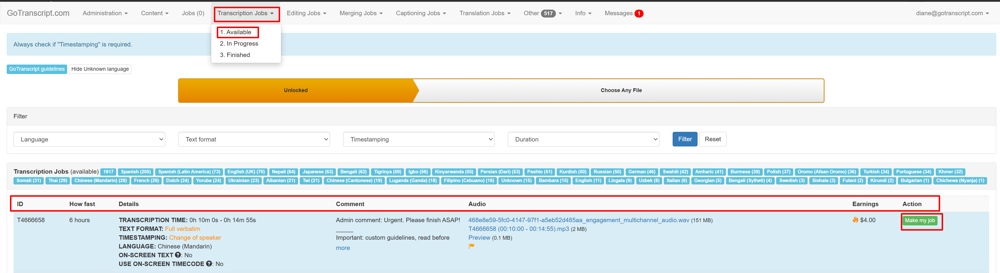 GoTranscript.com Administration Content Jobs (0) Transcription Jobs Editing Jobs Merging Jobs Captioning Jobs Translation Jobs Other 517 Info Messages 1 diane@gotranscript.com
1. Available
2. In Progress
3. Finished
Always check if "Timestamping" is required.
GoTranscript guidelines Hide Unknown language
Unlocked Choose Any File
Filter
Language Text format Timestamping Duration Filter Reset
Transcription Jobs (available) 1617 Spanish (205) Spanish (Latin America) (73) English (UK) (70) Nepali (64) Japanese (63) Bengali (62) Tigrinya (59) Igbo (56) Kinyarwanda (55) Persian (Dari) (53) Pashto (51) Kurdish (50) Russian (50) German (46) Swahili (42) Amharic (41) Burmese (39) Polish (37) Oromo (Afaan Oromo) (36) Turkish (34) Portuguese (34) Khmer (32)
Somali (31) Thai (29) Chinese (Mandarin) (28) French (26) Dutch (24) Yoruba (24) Ukrainian (23) Albanian (21) Twi (21) Chinese (Cantonese) (19) Luganda (Ganda) (18) Filipino (Cebuano) (16) Unknown (15) Bambara (15) English (11) Lingala (9) Uzbek (8) Italian (6) Georgian (5) Bengali (Sylheti) (4) Swedish (3) Sinhala (3) Fulani (2) Kirundi (2) Bulgarian (1) Chichewa (Nyanja) (1)
ID How fast Details Comment Audio Earnings Action
T4666658 6 hours TRANSCRIPTION TIME: 0h 10m 0s - 0h 14m 55s Admin comment: Urgent. Please finish ASAP! 468e8e59-5fc0-4147-97f1-a5eb52d485aa_engagement_multichannel_audio.wav (151 MB) $4.00 Make my job
TEXT FORMAT: Full verbatim _____ T4666658 (00:10:00 - 00:14:55).mp3 (2 MB)
TIMESTAMPING: Change of speaker Important: custom guidelines, read before Preview (0.1 MB)
LANGUAGE: Chinese (Mandarin) more
ON-SCREEN TEXT ?: No
USE ON-SCREEN TIMECODE ?: No